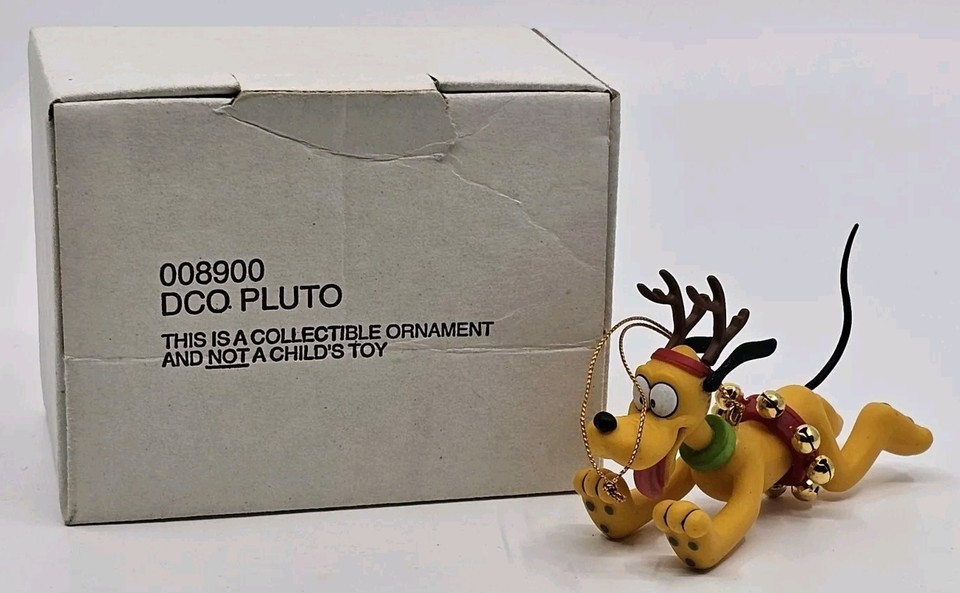 008900
DCO PLUTO
THIS IS A COLLECTIBLE ORNAMENT
AND NOT A CHILD'S TOY